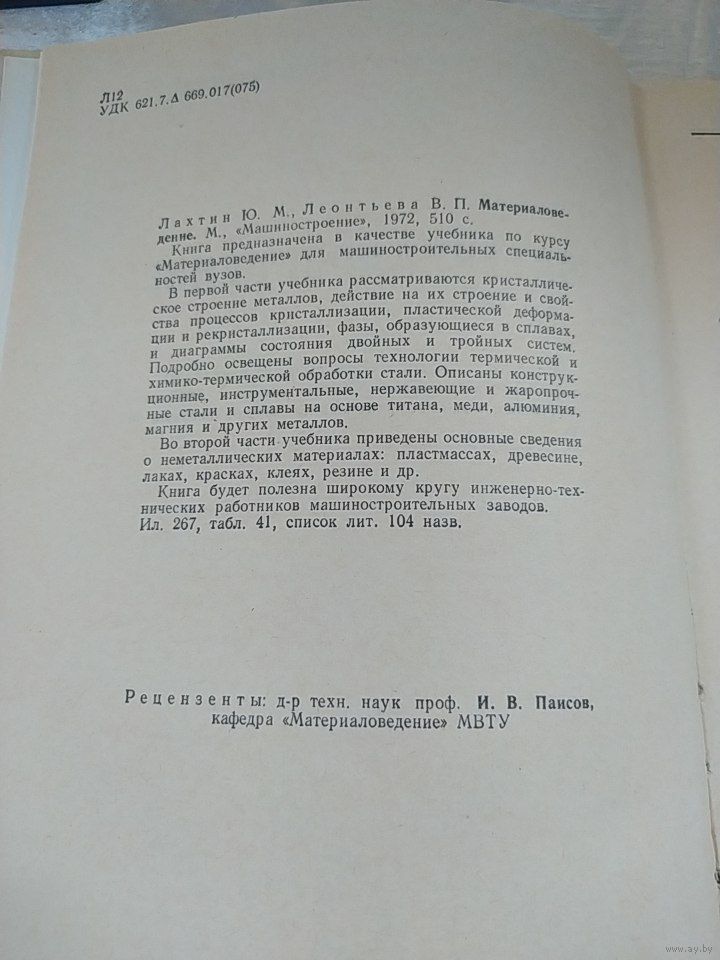 Л12
УДК 621.7.Δ 669.017(075)
Лахтин Ю. М., Леонтьева В. П. Материалове-
дение. М., «Машиностроение», 1972, 510 с.
Книга предназначена в качестве учебника по курсу
«Материаловедение» для машиностроительных специаль-
ностей вузов.
В первой части учебника рассматриваются кристалличе-
ское строение металлов, действие на их строение и свой-
ства процессов кристаллизации, пластической деформа-
ции и рекристаллизации, фазы, образующиеся в сплавах,
и диаграммы состояния двойных и тройных систем.
Подробно освещены вопросы технологии термической и
химико-термической обработки стали. Описаны конструк-
ционные, инструментальные, нержавеющие и жаропроч-
ные стали и сплавы на основе титана, меди, алюминия,
магния и других металлов.
Во второй части учебника приведены основные сведения
о неметаллических материалах: пластмассах, древесине,
лаках, красках, клеях, резине и др.
Книга будет полезна широкому кругу инженерно-тех-
нических работников машиностроительных заводов.
Ил. 267, табл. 41, список лит. 104 назв.
Рецензенты: д-р техн. наук проф. И. В. Паисов,
кафедра «Материаловедение» МВТУ
www.ay.by